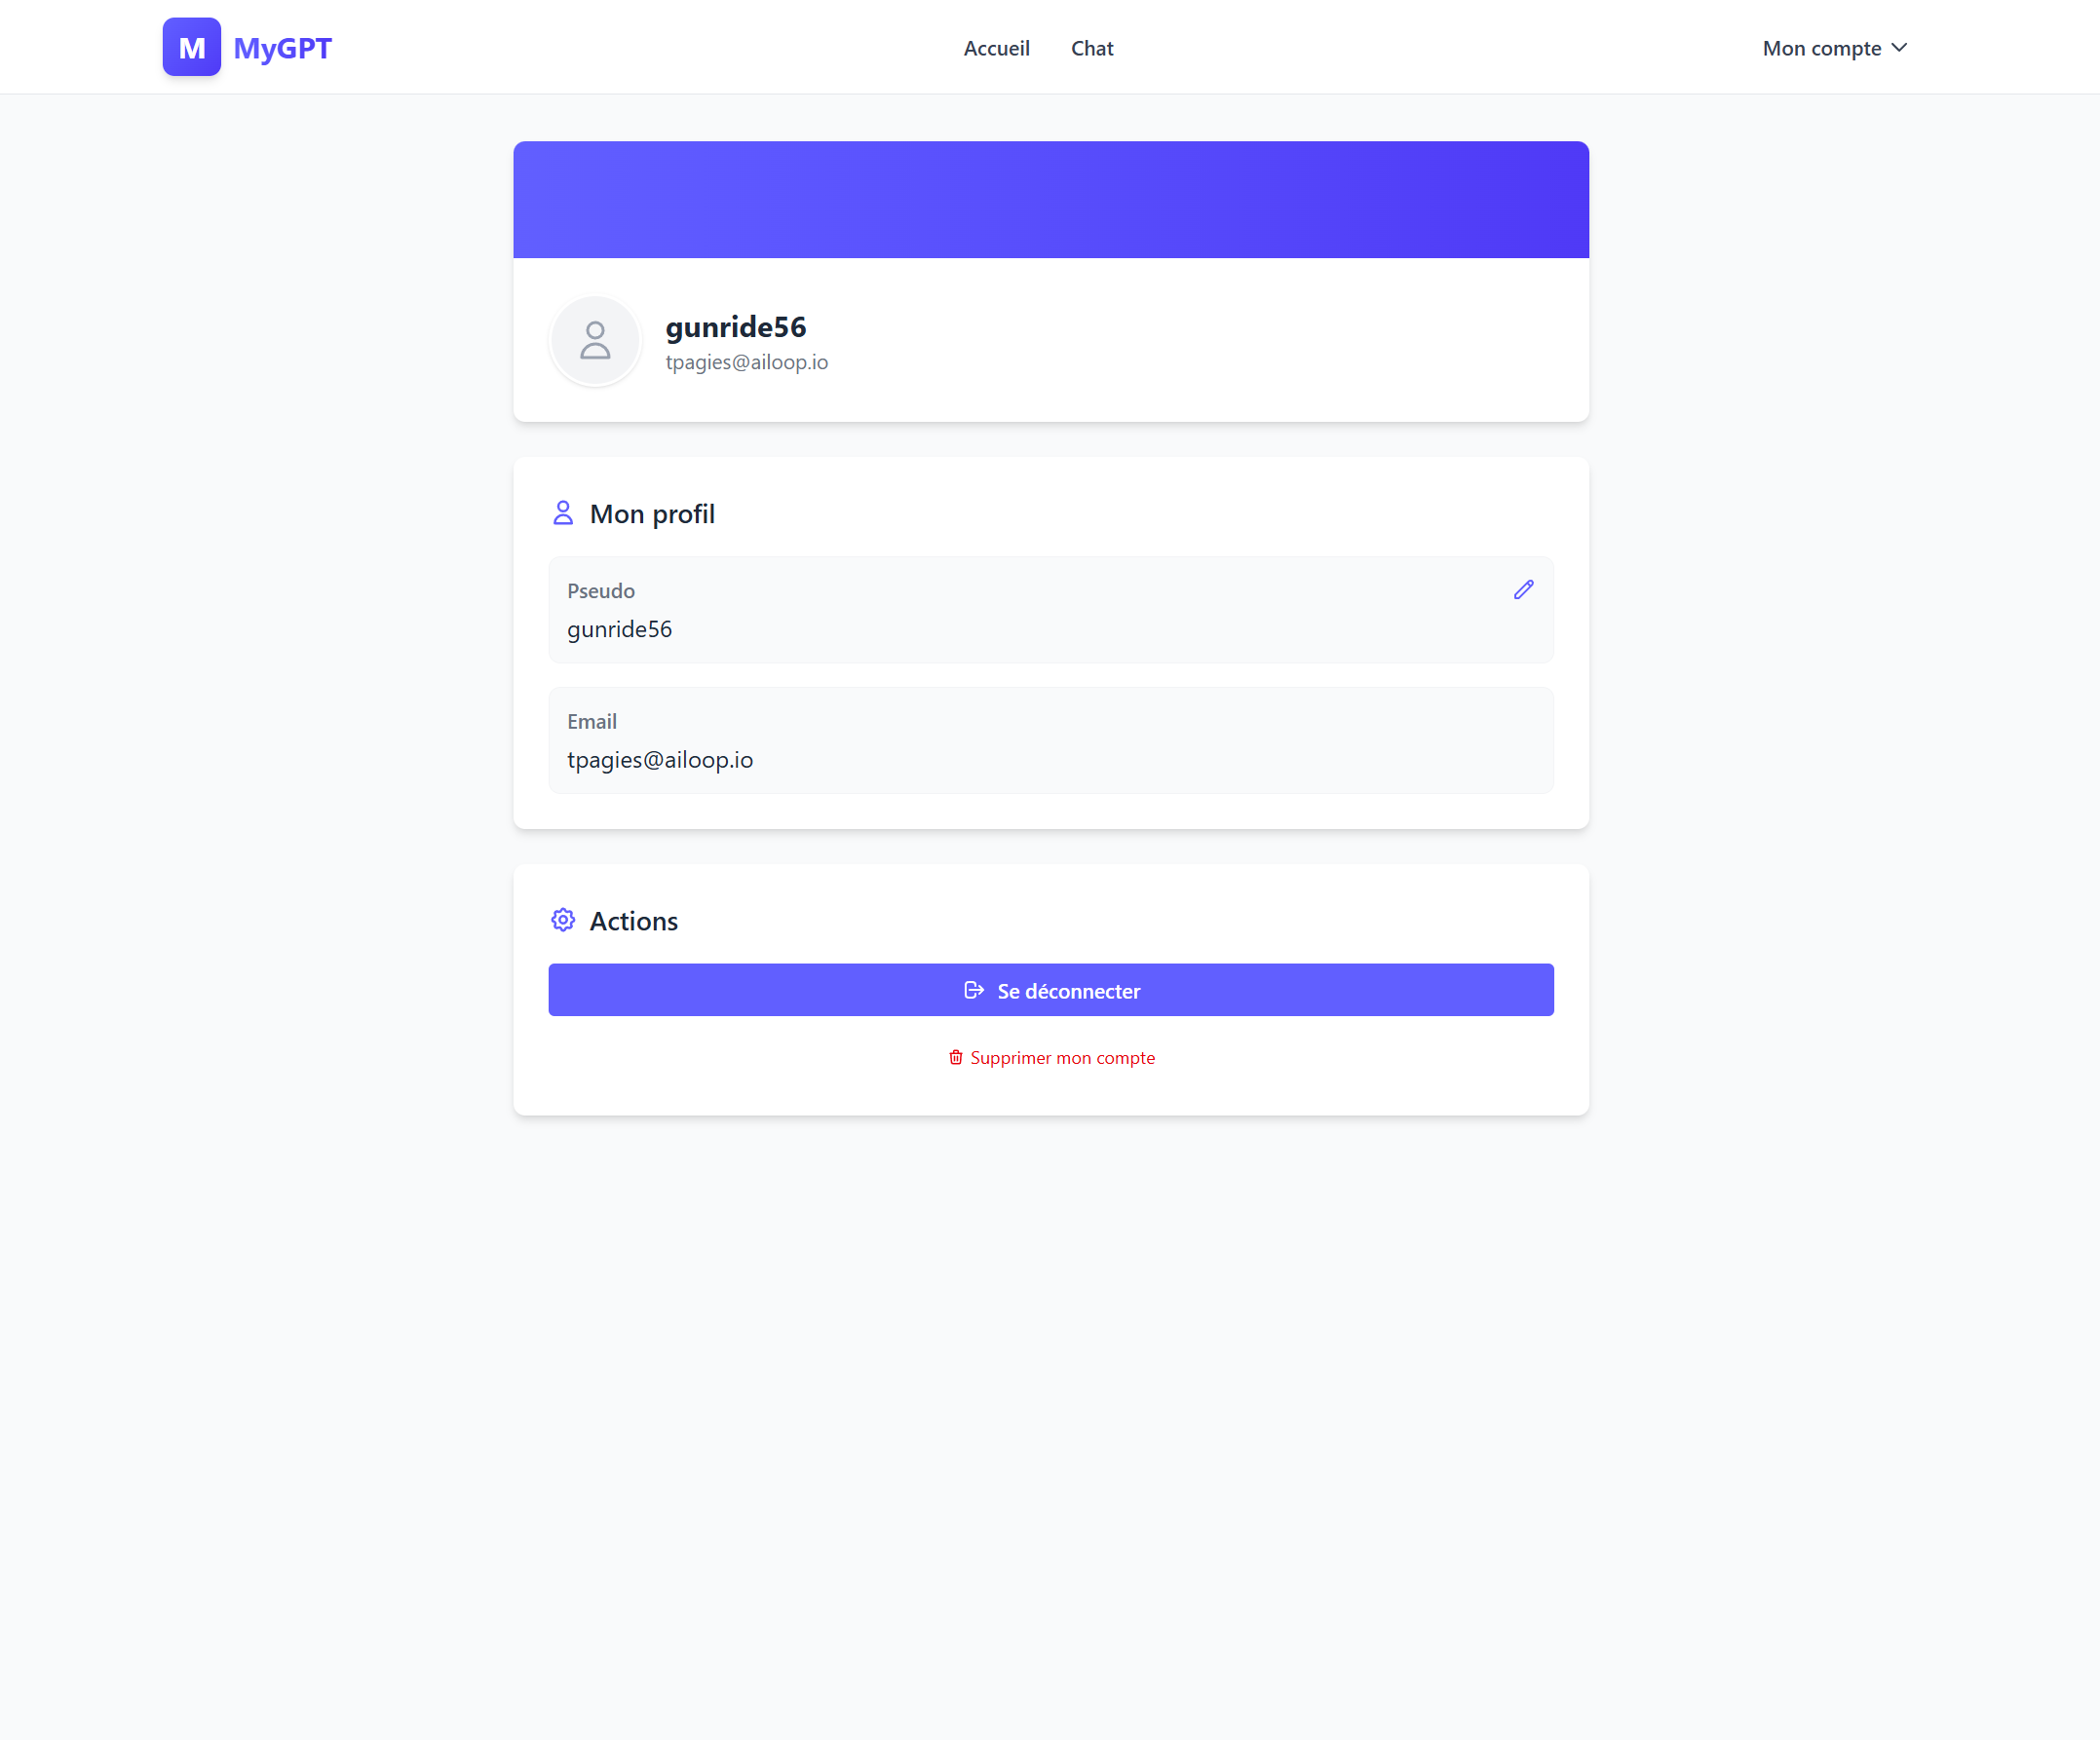 M MyGPT
Accueil Chat
Mon compte
gunride56
tpagies@ailoop.io
Mon profil
Pseudo
gunride56
Email
tpagies@ailoop.io
Actions
Se déconnecter
Supprimer mon compte